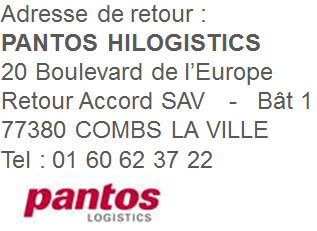 Adresse de retour :
PANTOS HILOGISTICS
20 Boulevard de l’Europe
Retour Accord SAV - Bât 1
77380 COMBS LA VILLE
Tel : 01 60 62 37 22
pantos
LOGISTICS